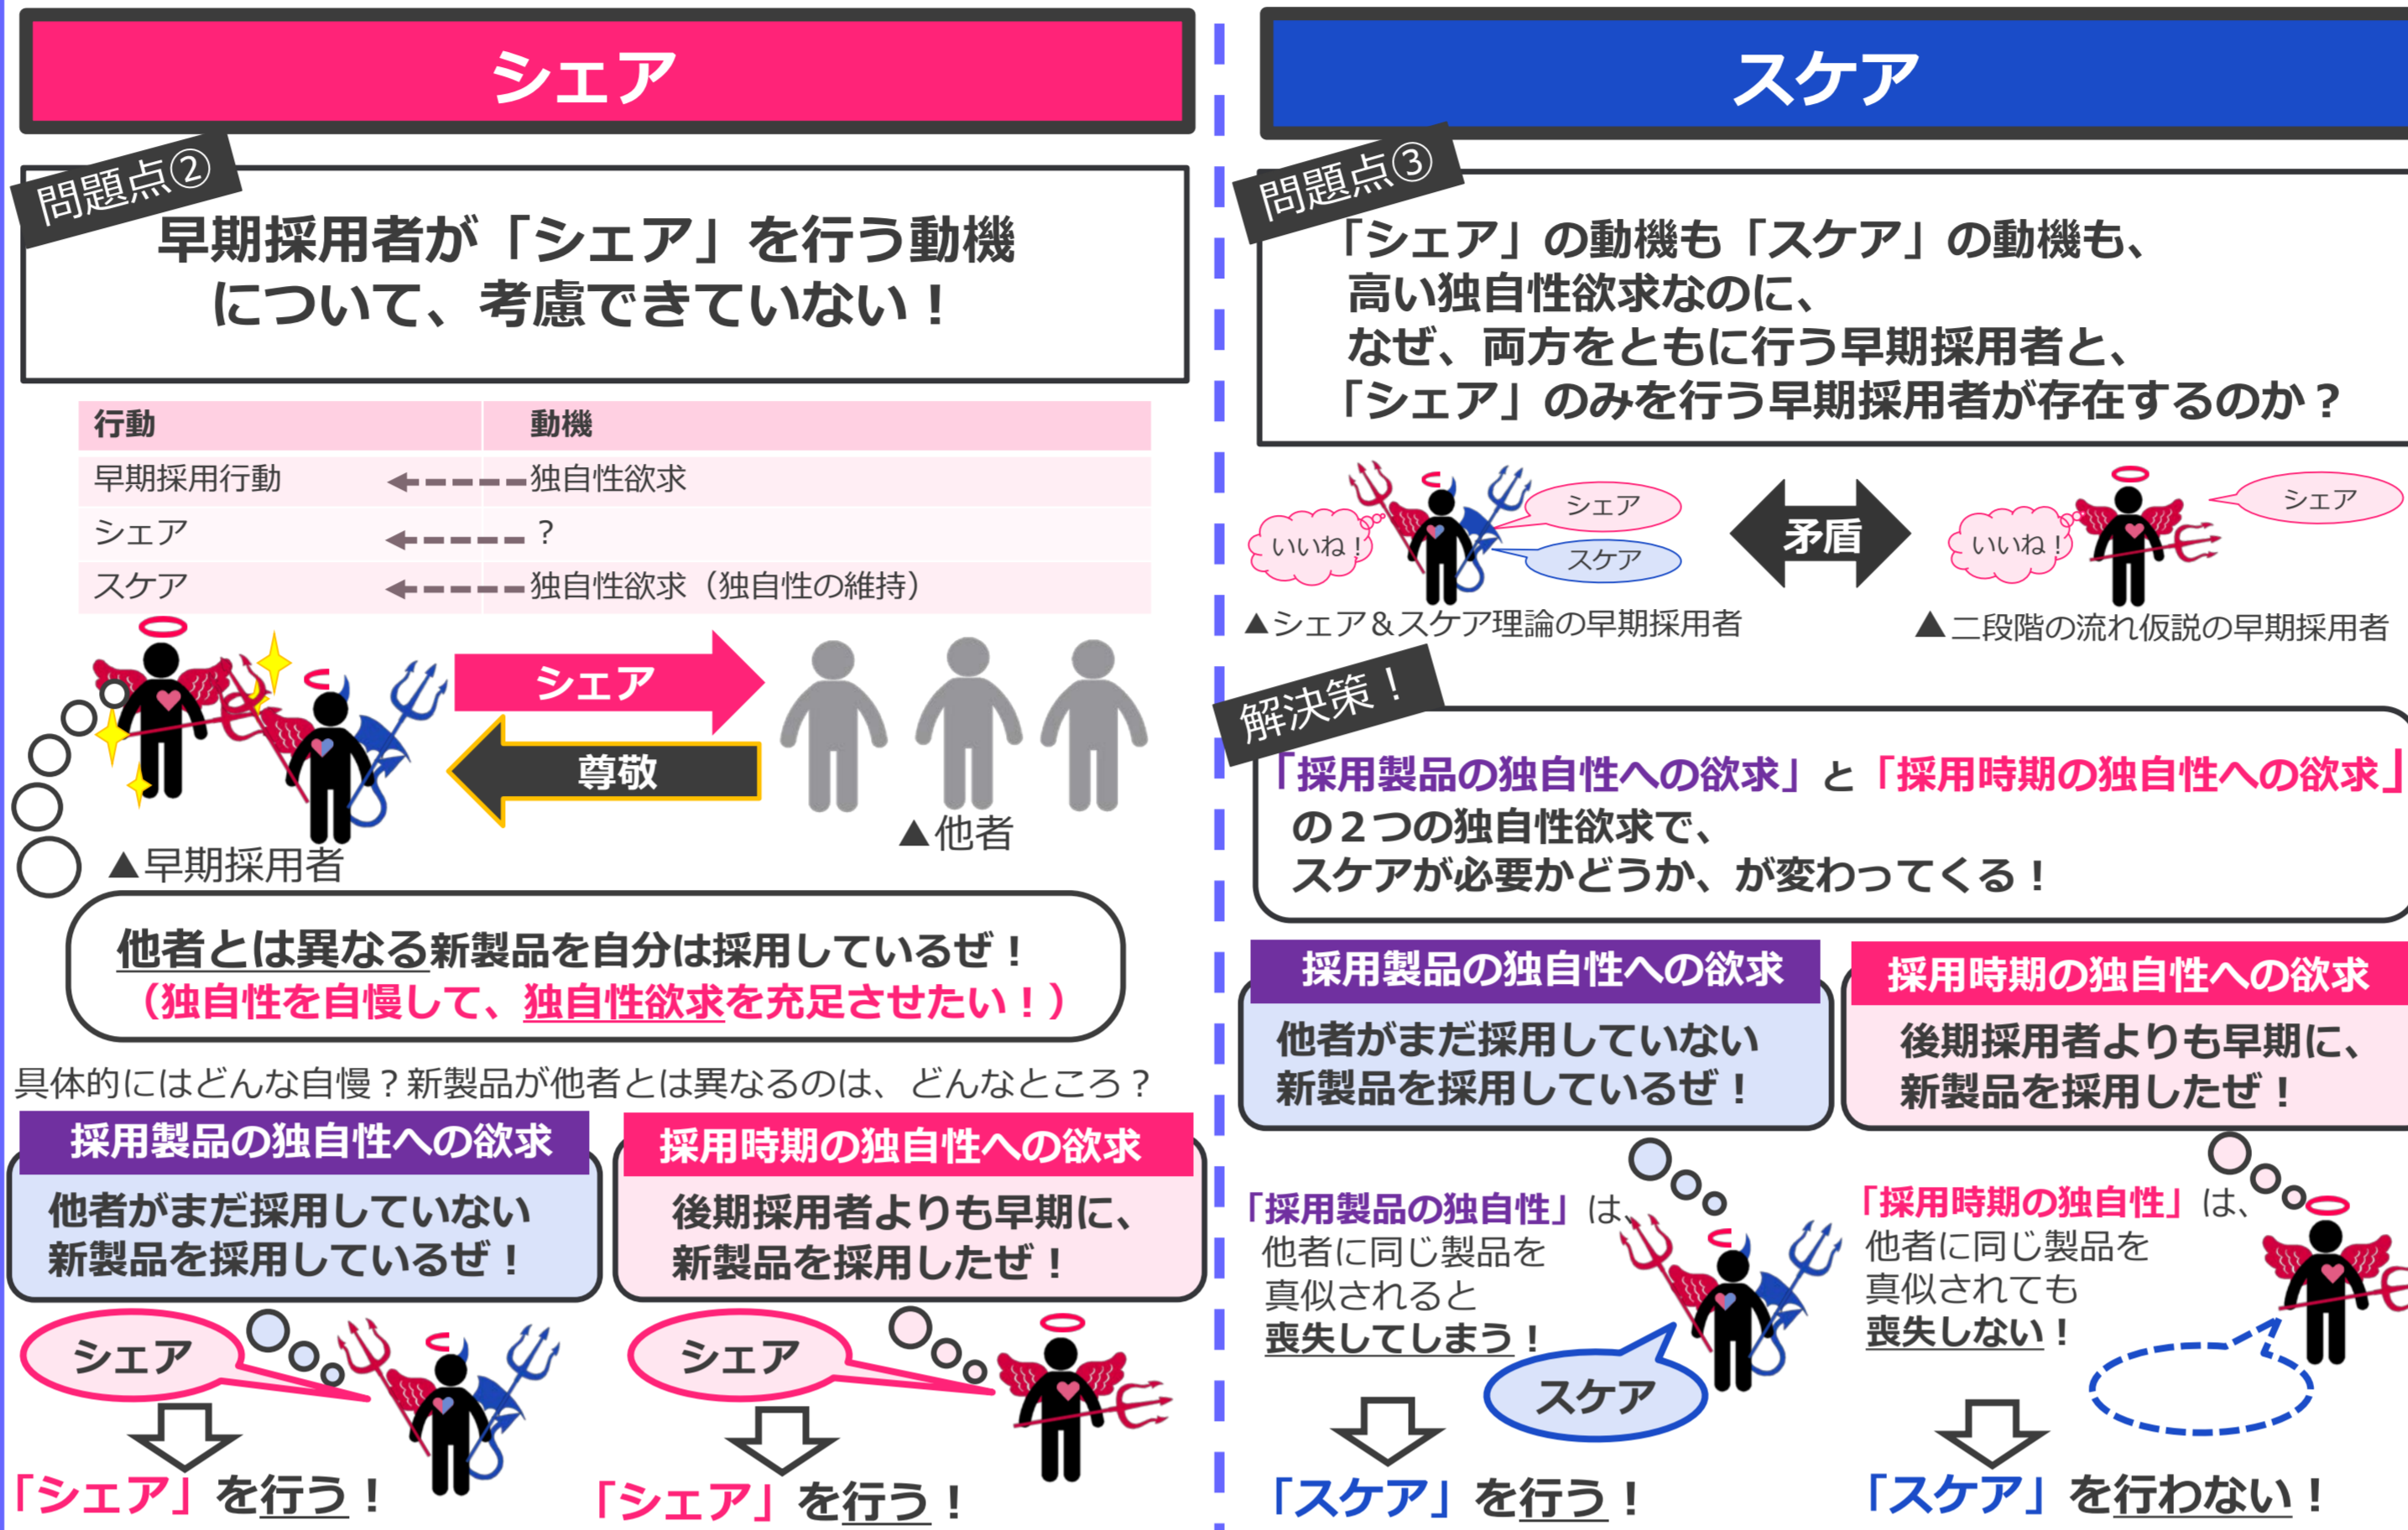 シェア
問題点②
早期採用者が「シェア」を行う動機
について、考慮できていない！
行動 動機
早期採用行動 独自性欲求
シェア ？
スケア 独自性欲求（独自性の維持）
シェア
尊敬
▲他者
▲早期採用者
他者とは異なる新製品を自分は採用しているぜ！
（独自性を自慢して、独自性欲求を充足させたい！）
具体的にはどんな自慢？新製品が他者とは異なるのは、どんなところ？
採用製品の独自性への欲求
他者がまだ採用していない
新製品を採用しているぜ！
シェア
「シェア」を行う！
採用時期の独自性への欲求
後期採用者よりも早期に、
新製品を採用したぜ！
シェア
「シェア」を行う！
スケア
問題点③
「シェア」の動機も「スケア」の動機も、
高い独自性欲求なのに、
なぜ、両方をともに行う早期採用者と、
「シェア」のみを行う早期採用者が存在するのか？
いいね！
シェア
スケア
矛盾
いいね！
シェア
▲シェア＆スケア理論の早期採用者
▲二段階の流れ仮説の早期採用者
解決策！
「採用製品の独自性への欲求」と「採用時期の独自性への欲求」
の２つの独自性欲求で、
スケアが必要かどうか、が変わってくる！
採用製品の独自性への欲求
他者がまだ採用していない
新製品を採用しているぜ！
「採用製品の独自性」は、
他者に同じ製品を
真似されると
喪失してしまう！
スケア
「スケア」を行う！
採用時期の独自性への欲求
後期採用者よりも早期に、
新製品を採用したぜ！
「採用時期の独自性」は、
他者に同じ製品を
真似されても
喪失しない！
「スケア」を行わない！